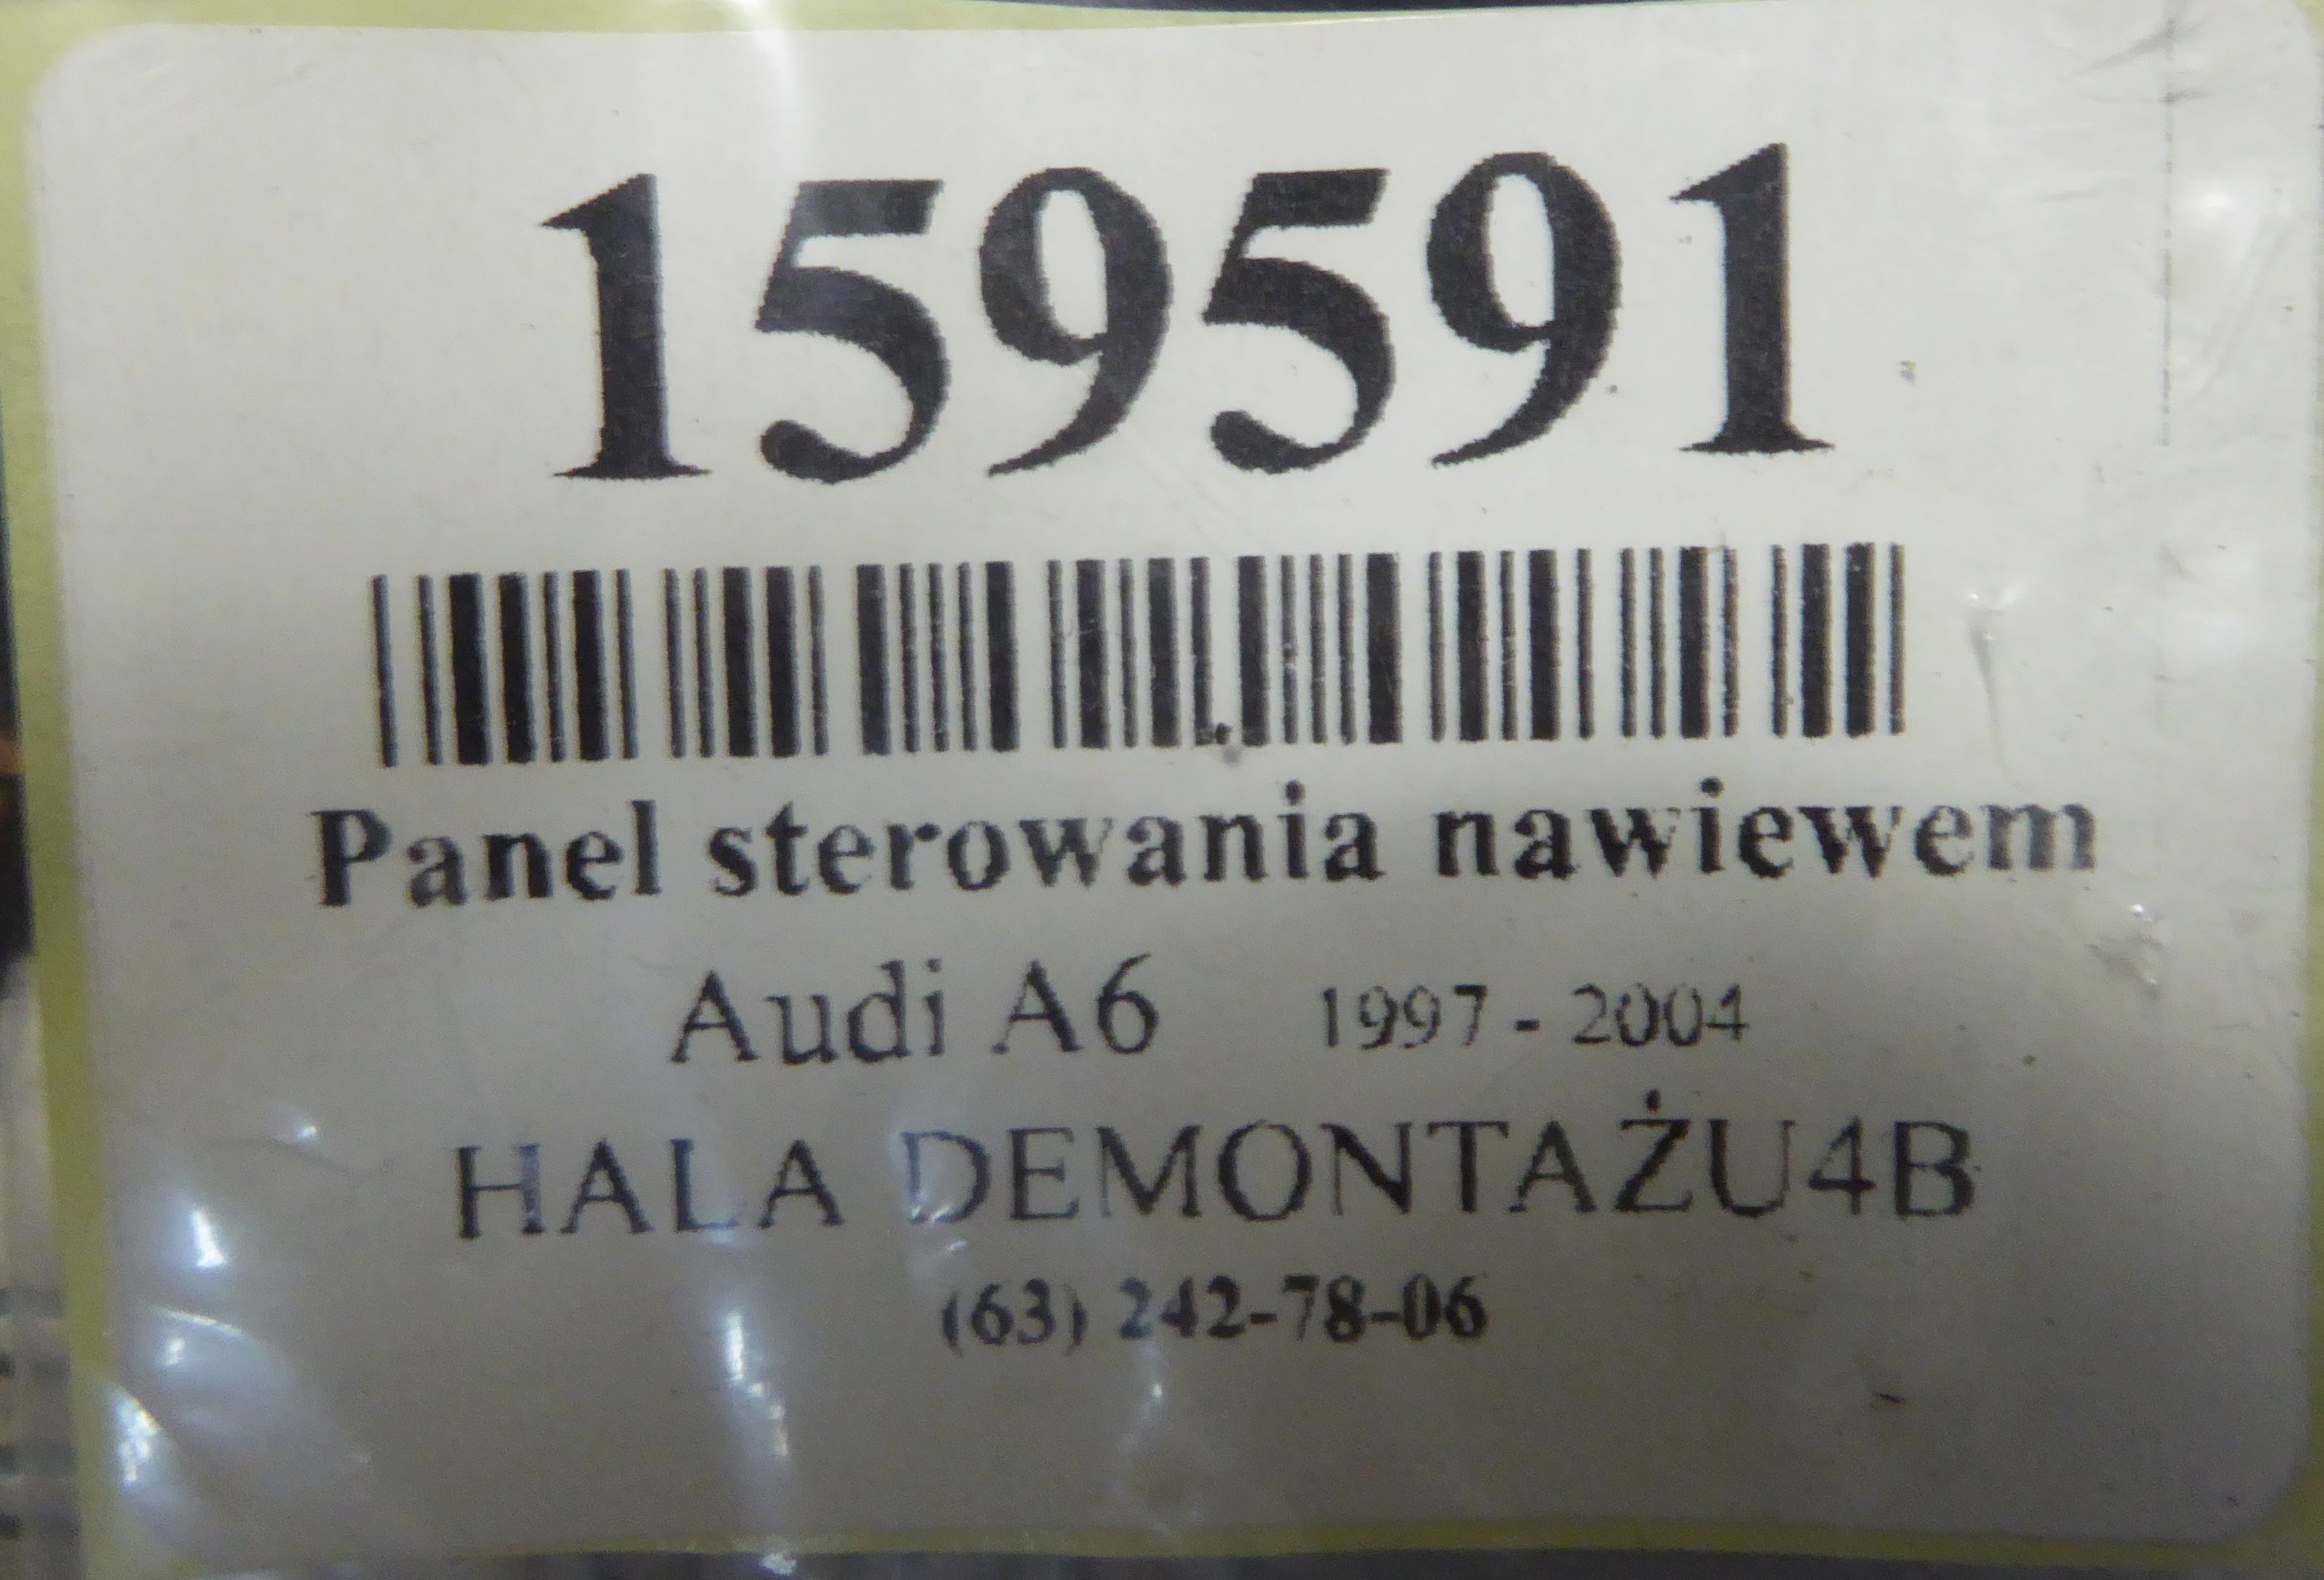 159591
Panel sterowania nawiewem
Audi A6 1997 - 2004
HALA DEMONTAŻU4B
(63) 242-78-06